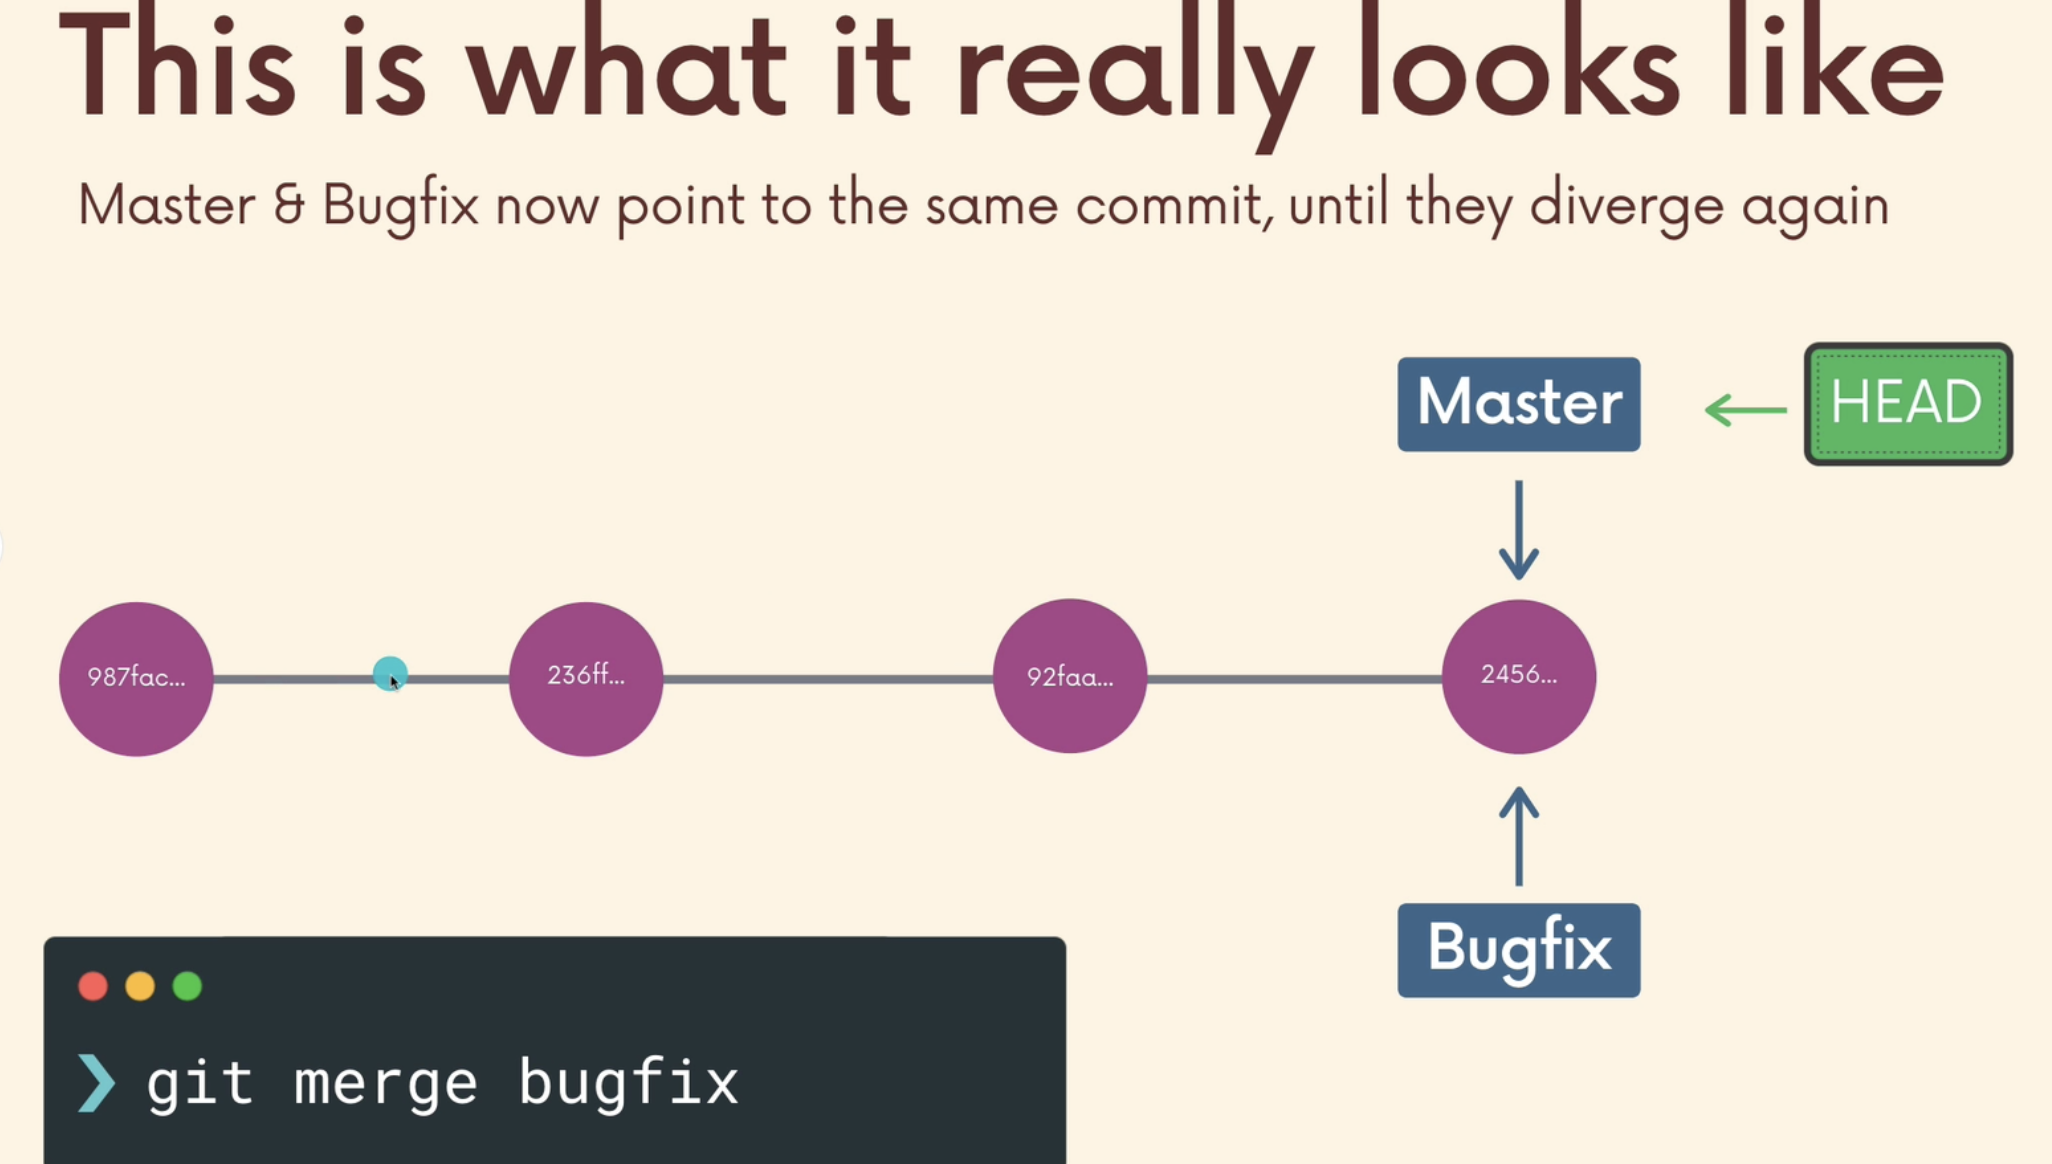 This is what it really looks like
Master & Bugfix now point to the same commit, until they diverge again
Master
HEAD
987fac...
236ff...
92faa...
2456...
Bugfix
❯ git merge bugfix